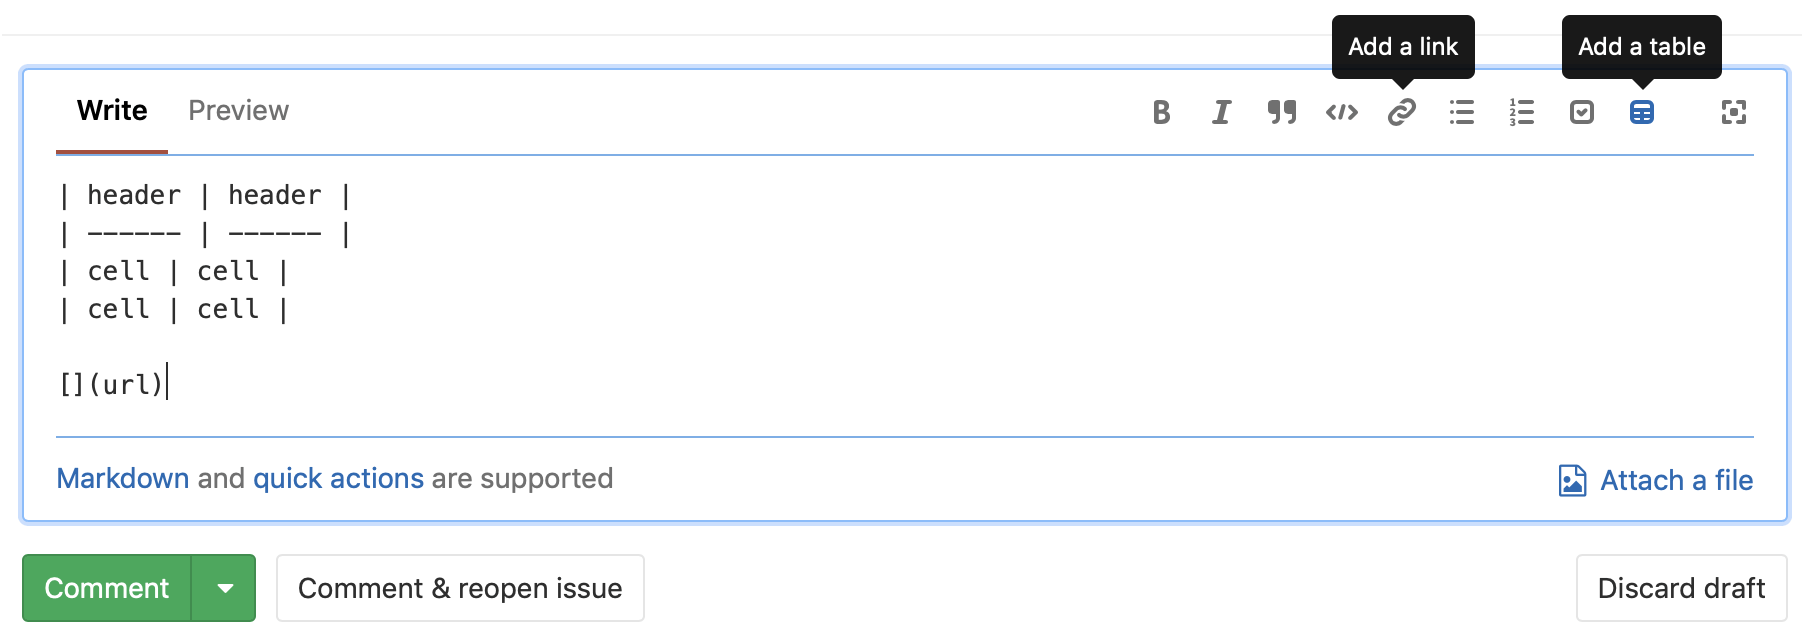 Add a link
Add a table
Write
Preview
| header | header |
| ------ | ------ |
| cell | cell |
| cell | cell |
[](url)
Markdown and quick actions are supported
Attach a file
Comment
Comment & reopen issue
Discard draft